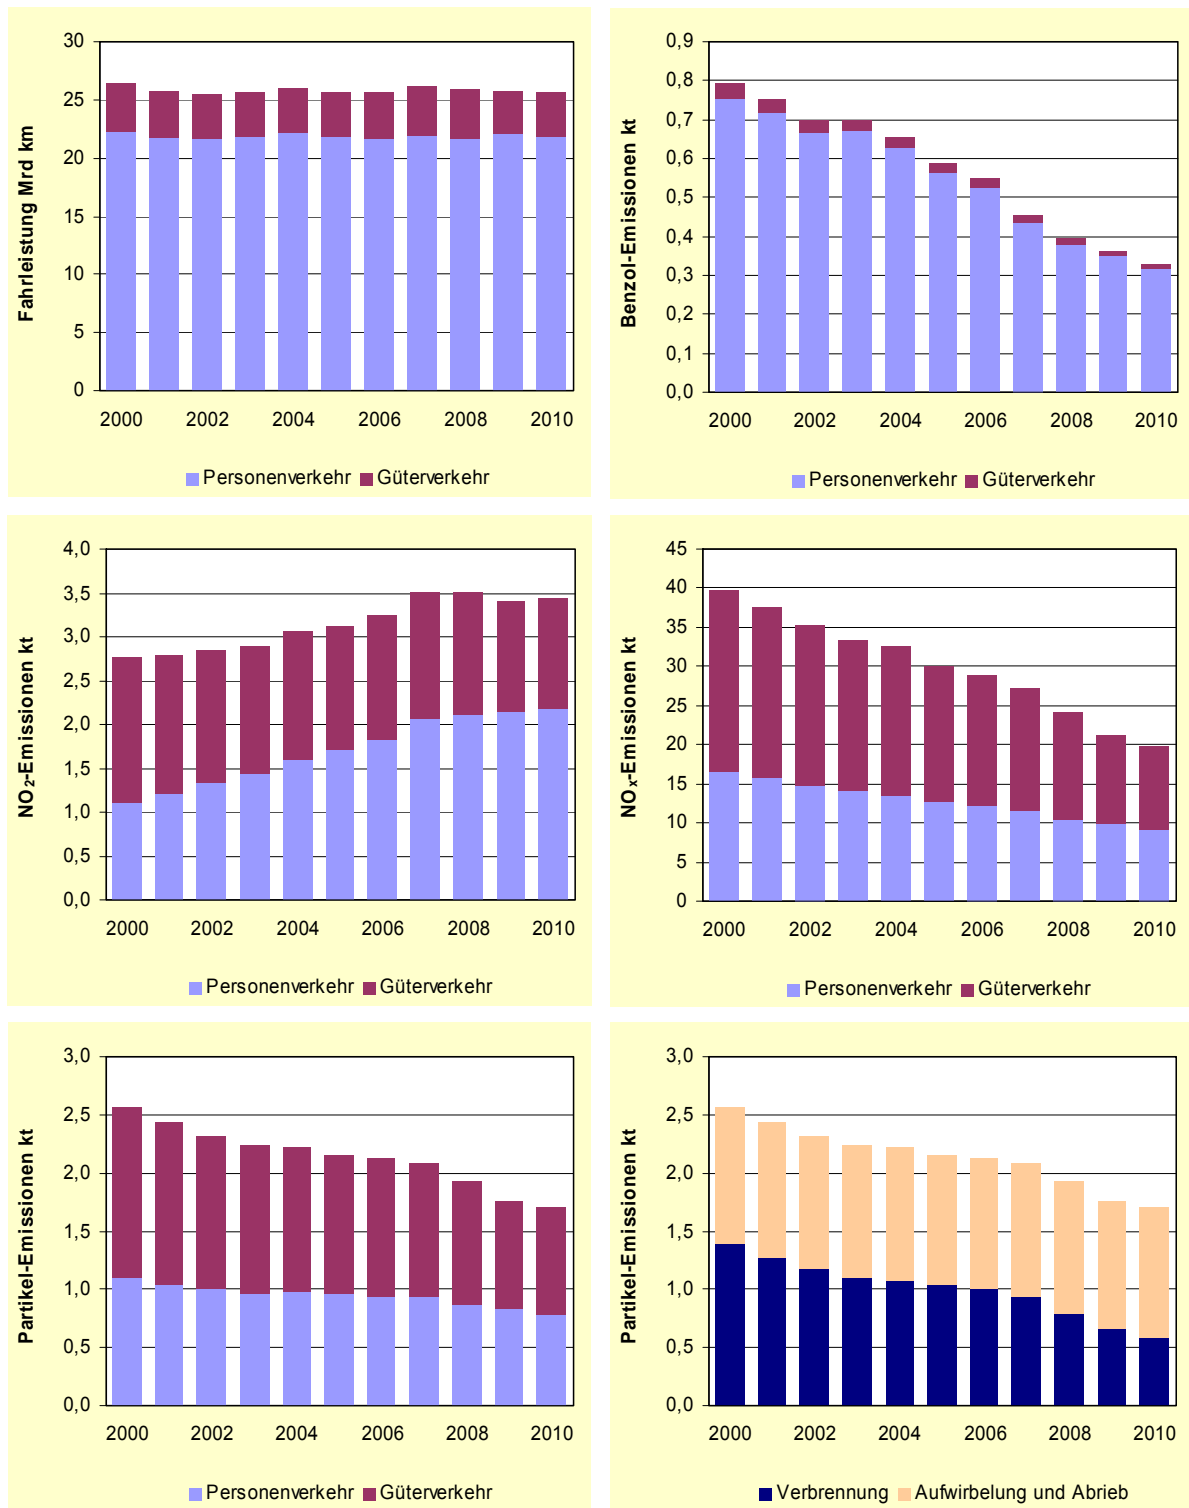 Fahrleistung Mrd km
30
25
20
15
10
5
0
2000 2002 2004 2006 2008 2010
Personenverkehr Güterverkehr
Benzol-Emissionen kt
0,9
0,8
0,7
0,6
0,5
0,4
0,3
0,2
0,1
0,0
2000 2002 2004 2006 2008 2010
Personenverkehr Güterverkehr
NO₂-Emissionen kt
4,0
3,5
3,0
2,5
2,0
1,5
1,0
0,5
0,0
2000 2002 2004 2006 2008 2010
Personenverkehr Güterverkehr
NOₓ-Emissionen kt
45
40
35
30
25
20
15
10
5
0
2000 2002 2004 2006 2008 2010
Personenverkehr Güterverkehr
Partikel-Emissionen kt
3,0
2,5
2,0
1,5
1,0
0,5
0,0
2000 2002 2004 2006 2008 2010
Personenverkehr Güterverkehr
Partikel-Emissionen kt
3,0
2,5
2,0
1,5
1,0
0,5
0,0
2000 2002 2004 2006 2008 2010
Verbrennung Aufwirbelung und Abrieb